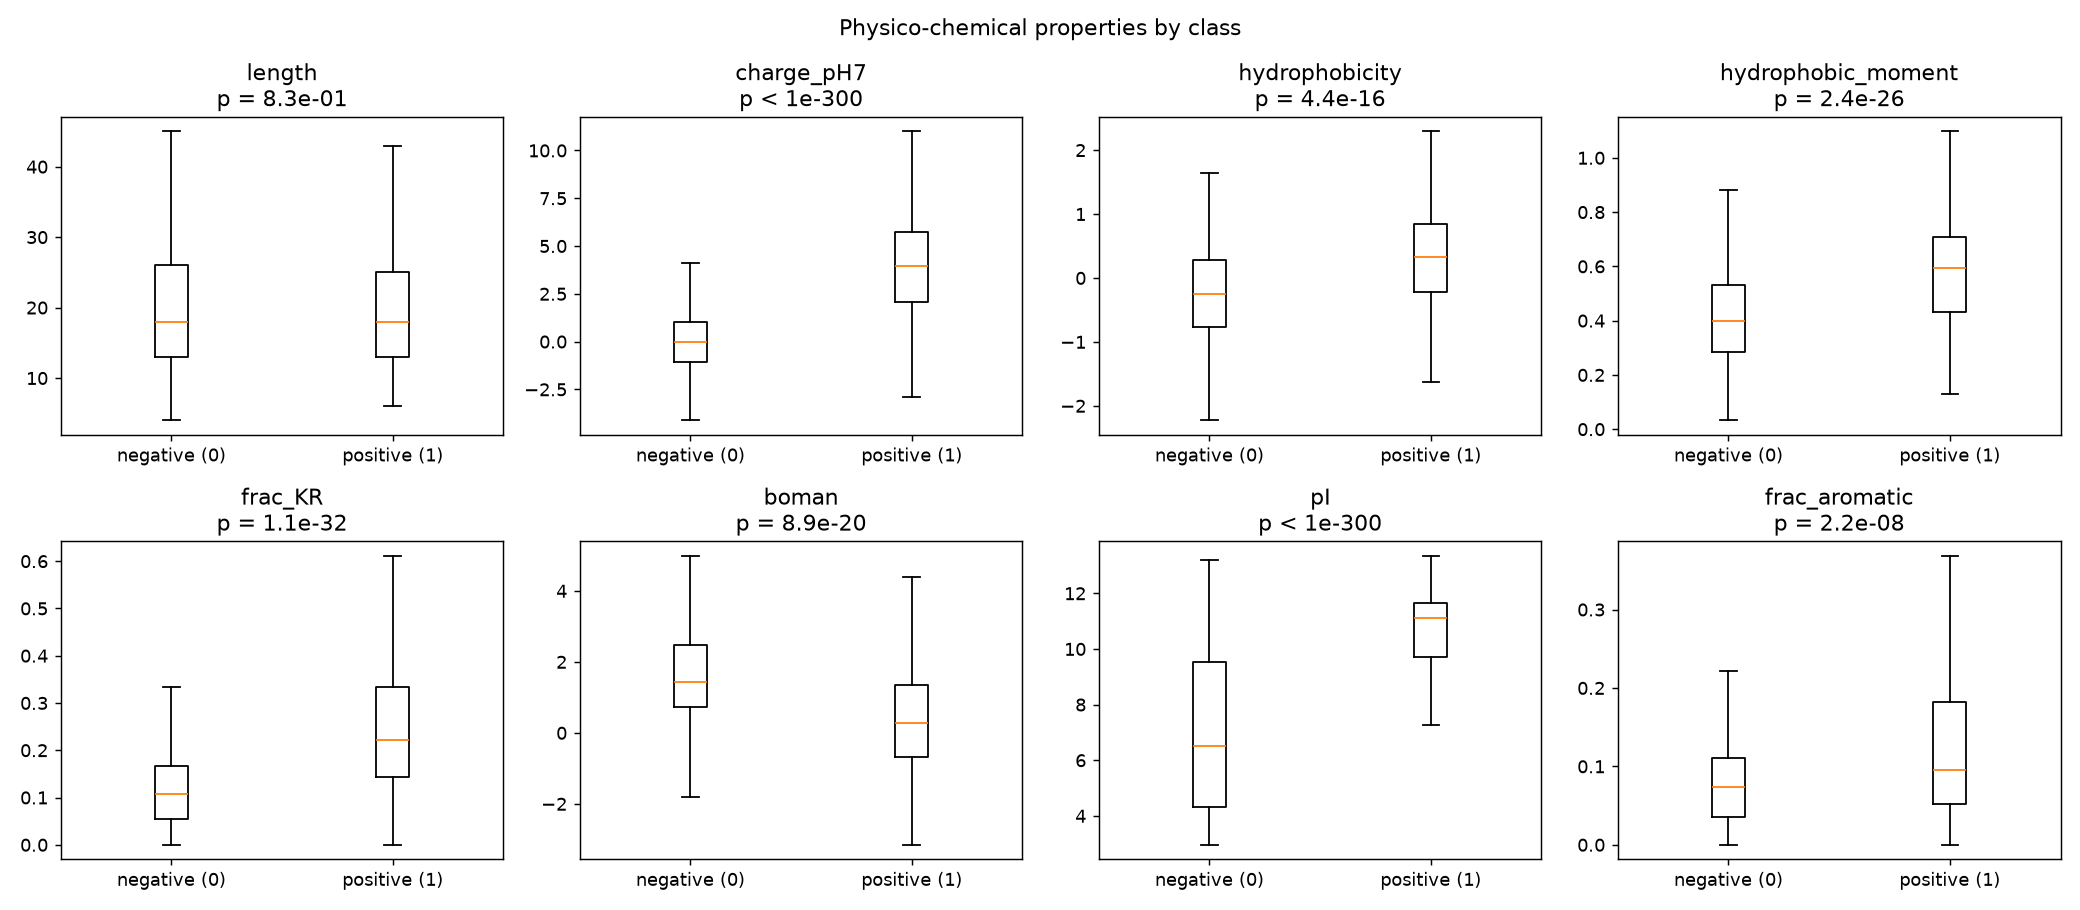 Physico-chemical properties by class
length
p = 8.3e-01
40
30
20
10
negative (0) positive (1)
charge_pH7
p < 1e-300
10.0
7.5
5.0
2.5
0.0
−2.5
negative (0) positive (1)
hydrophobicity
p = 4.4e-16
2
1
0
−1
−2
negative (0) positive (1)
hydrophobic_moment
p = 2.4e-26
1.0
0.8
0.6
0.4
0.2
0.0
negative (0) positive (1)
frac_KR
p = 1.1e-32
0.6
0.5
0.4
0.3
0.2
0.1
0.0
negative (0) positive (1)
boman
p = 8.9e-20
4
2
0
−2
negative (0) positive (1)
pI
p < 1e-300
12
10
8
6
4
negative (0) positive (1)
frac_aromatic
p = 2.2e-08
0.3
0.2
0.1
0.0
negative (0) positive (1)